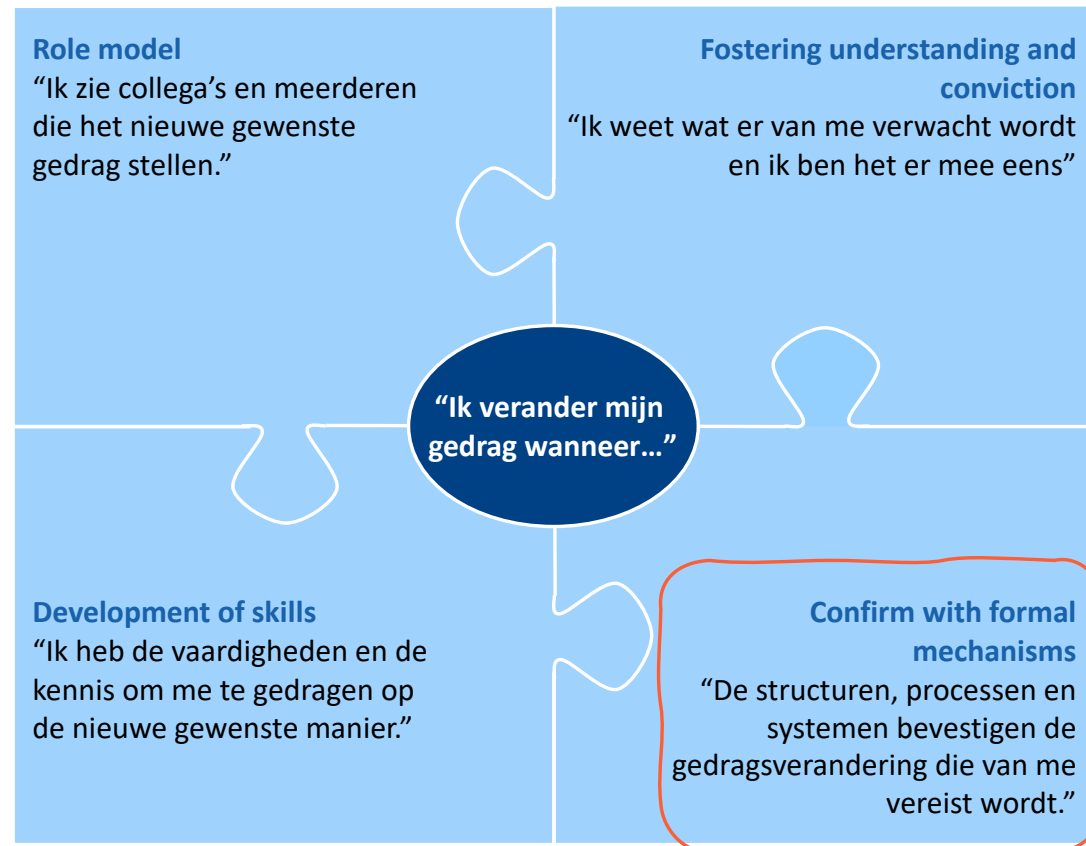 Role model
“Ik zie collega’s en meerderen
die het nieuwe gewenste
gedrag stellen.”
Fostering understanding and
conviction
“Ik weet wat er van me verwacht wordt
en ik ben het er mee eens”
“Ik verander mijn
gedrag wanneer…”
Development of skills
“Ik heb de vaardigheden en de
kennis om me te gedragen op
de nieuwe gewenste manier.”
Confirm with formal
mechanisms
“De structuren, processen en
systemen bevestigen de
gedragsverandering die van me
vereist wordt.”